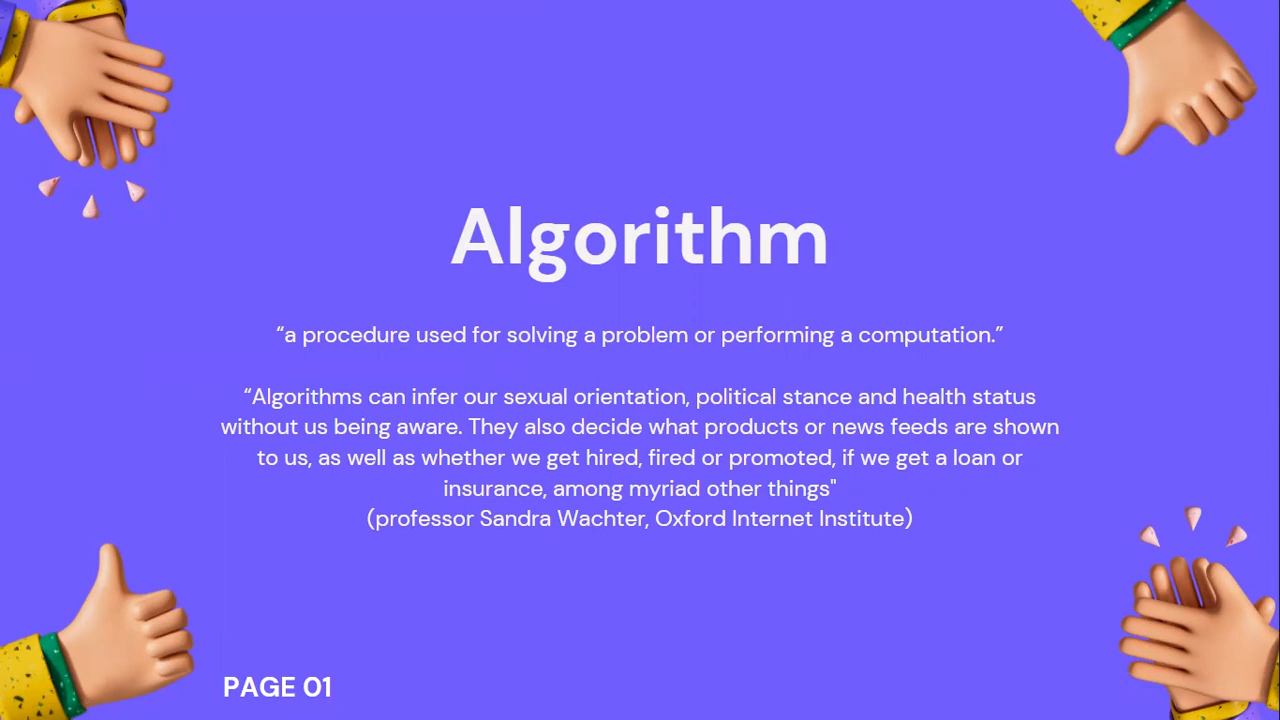 Algorithm
“a procedure used for solving a problem or performing a computation.”
“Algorithms can infer our sexual orientation, political stance and health status
without us being aware. They also decide what products or news feeds are shown
to us, as well as whether we get hired, fired or promoted, if we get a loan or
insurance, among myriad other things"
(professor Sandra Wachter, Oxford Internet Institute)
PAGE 01